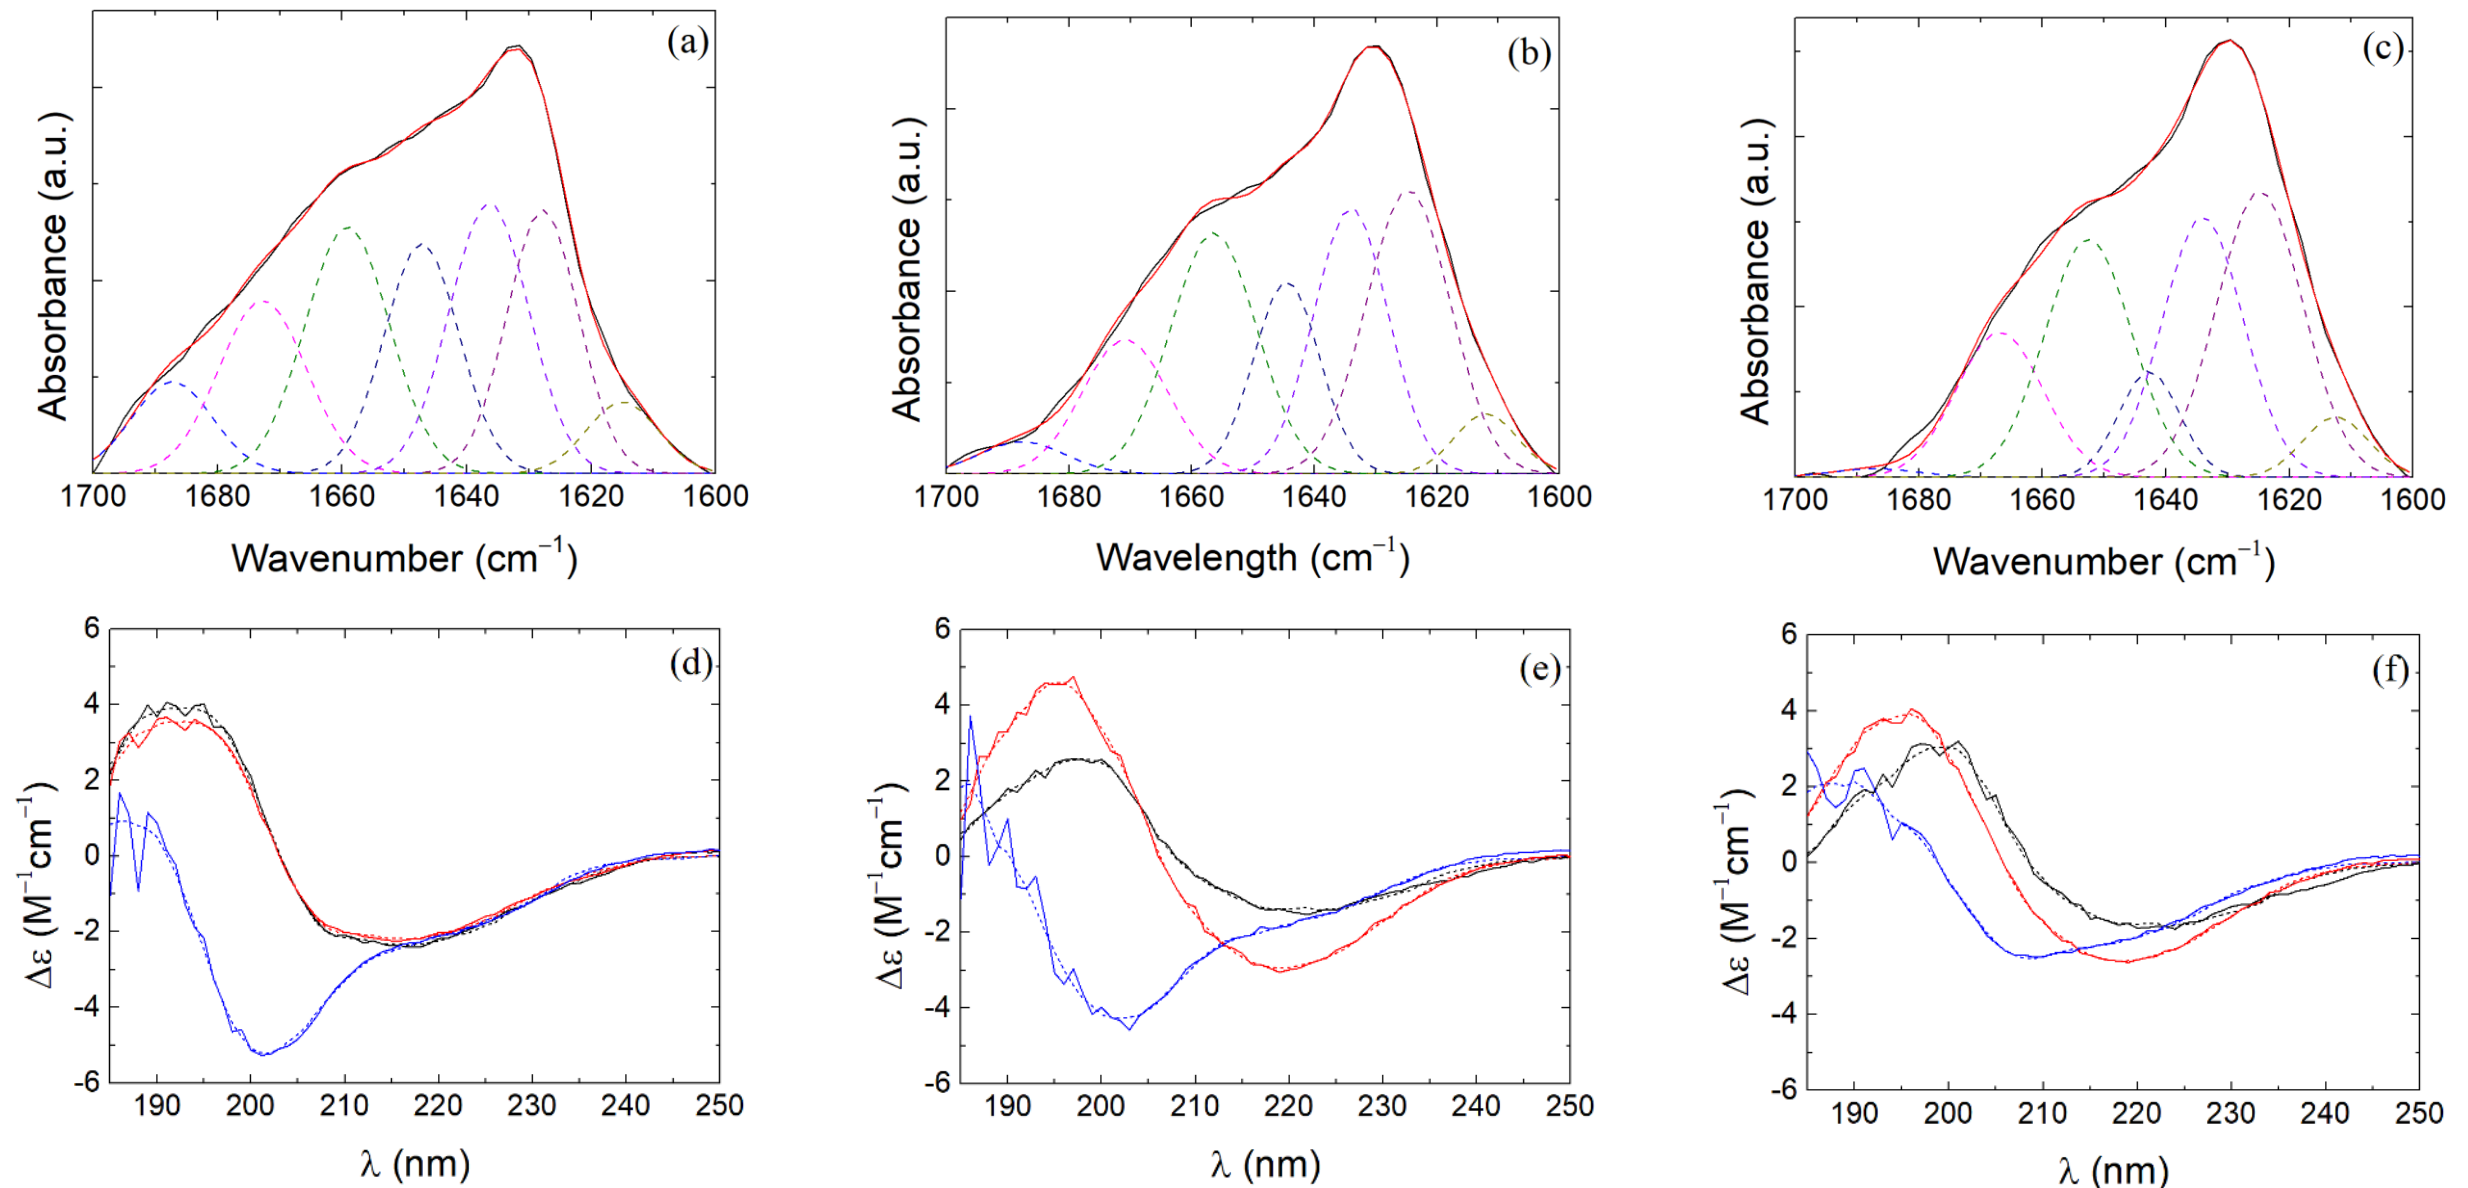 (a)
Absorbance (a.u.)
1700 1680 1660 1640 1620 1600
Wavenumber (cm⁻¹)
(b)
Absorbance (a.u.)
1700 1680 1660 1640 1620 1600
Wavelength (cm⁻¹)
(c)
Absorbance (a.u.)
1700 1680 1660 1640 1620 1600
Wavenumber (cm⁻¹)
(d)
Δε (M⁻¹cm⁻¹)
6
4
2
0
-2
-4
-6
190 200 210 220 230 240 250
λ (nm)
(e)
Δε (M⁻¹cm⁻¹)
6
4
2
0
-2
-4
-6
190 200 210 220 230 240 250
λ (nm)
(f)
Δε (M⁻¹cm⁻¹)
6
4
2
0
-2
-4
-6
190 200 210 220 230 240 250
λ (nm)